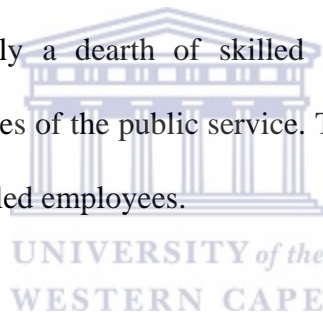 ly a dearth of skilled
es of the public service. T
led employees.
UNIVERSITY of the
WESTERN CAPE